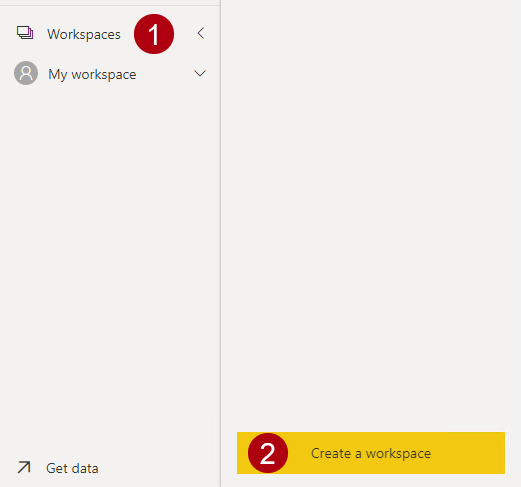 Workspaces 1
My workspace
2 Create a workspace
Get data